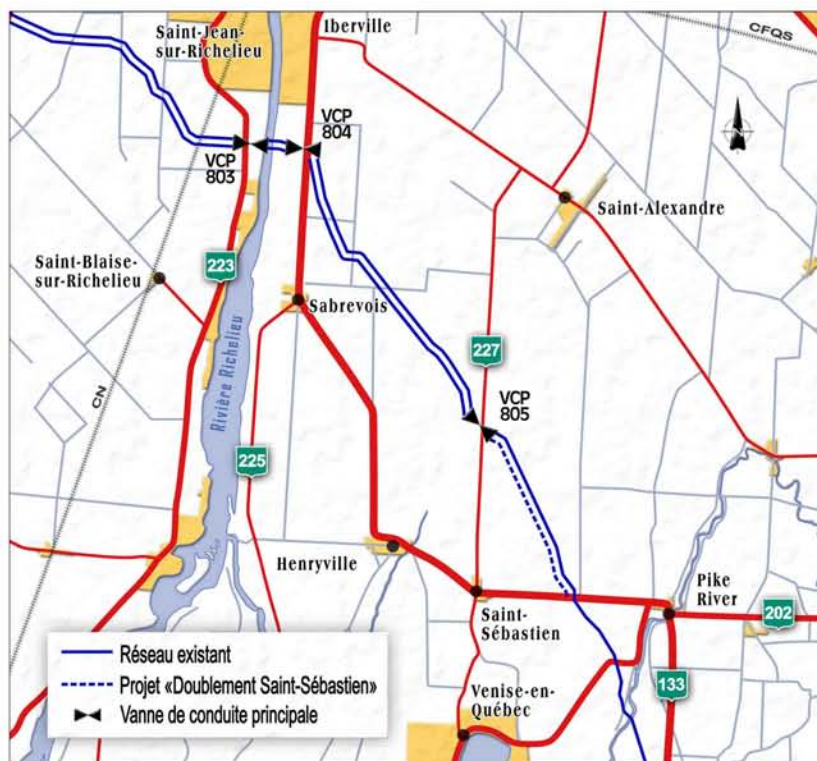 Saint-Jean-
sur-Richelieu
Iberville
CFQS
N
VCP
804
VCP
803
Saint-Alexandre
Saint-Blaise-
sur-Richelieu
223
Sabrevois
Rivière Richelieu
227
CN
VCP
805
225
Henryville
Pike
River
202
Saint-
Sébastien
133
Venise-en-
Québec
Réseau existant
Projet «Doublement Saint-Sébastien»
Vanne de conduite principale